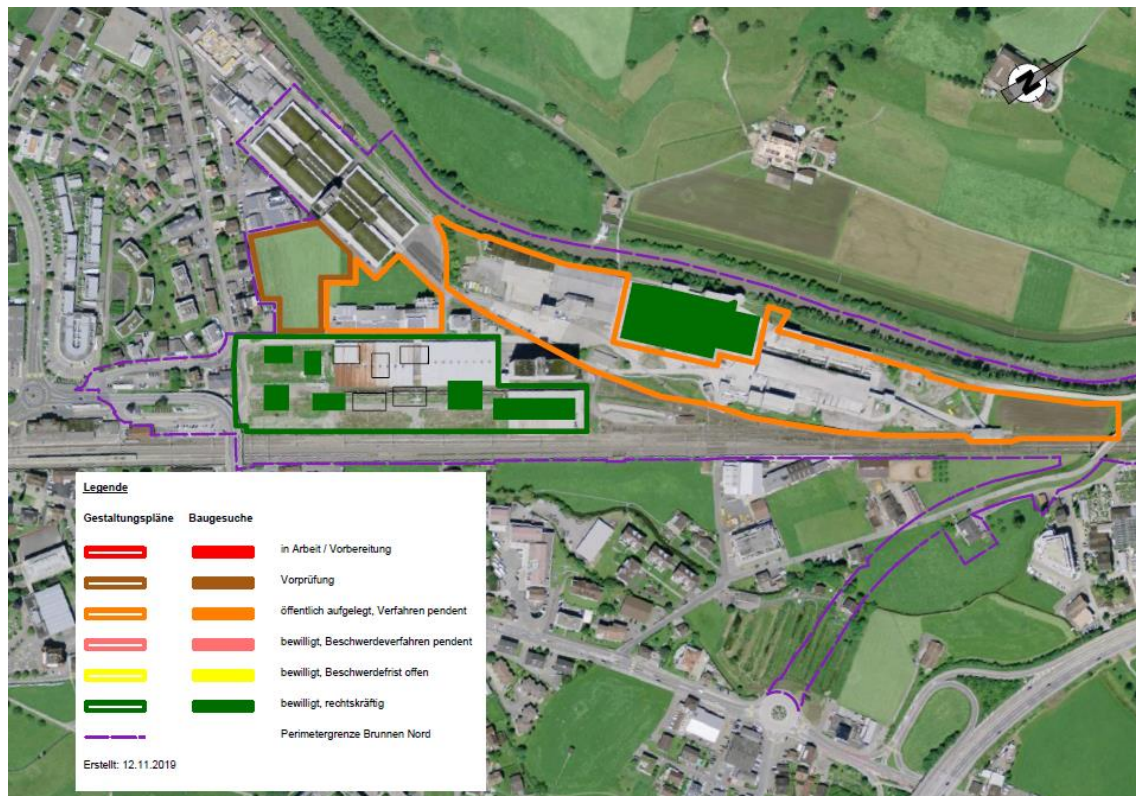 N
Legende
Gestaltungspläne Baugesuche
in Arbeit / Vorbereitung
Vorprüfung
öffentlich aufgelegt, Verfahren pendent
bewilligt, Beschwerdeverfahren pendent
bewilligt, Beschwerdefrist offen
bewilligt, rechtskräftig
Perimetergrenze Brunnen Nord
Erstellt: 12.11.2019